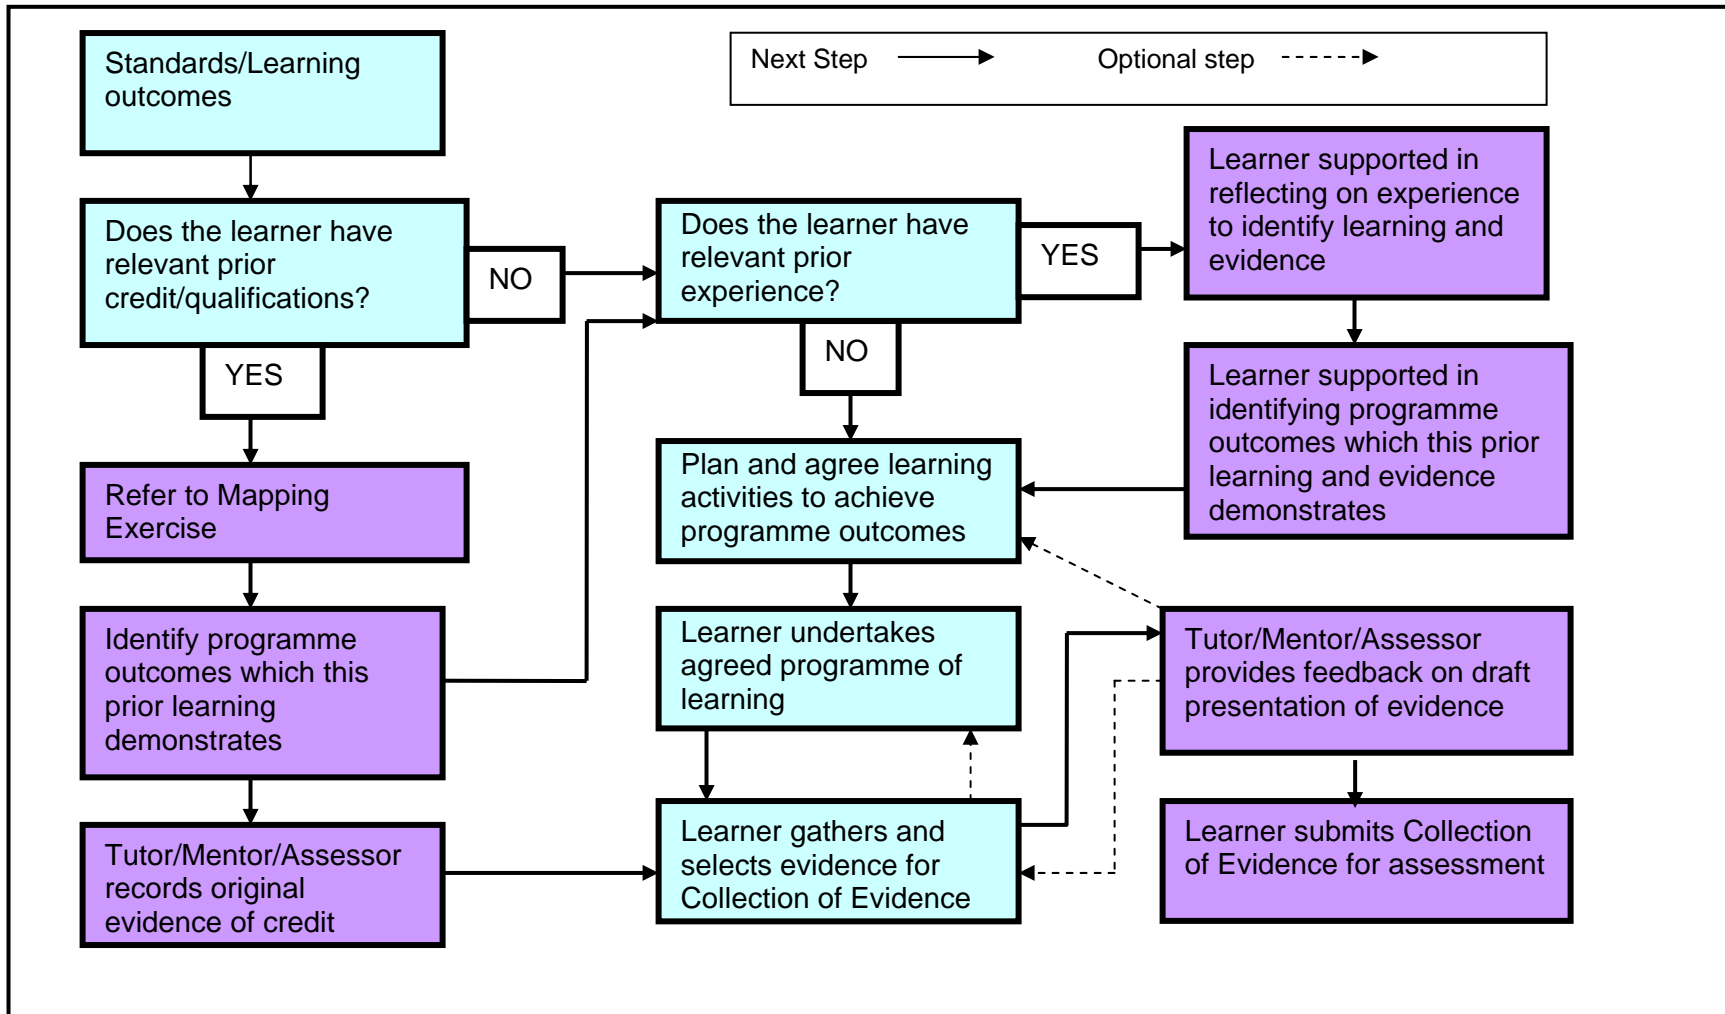 Standards/Learning
outcomes
Next Step
Optional step
Does the learner have
relevant prior
credit/qualifications?
NO
YES
Does the learner have
relevant prior
experience?
YES
NO
Learner supported in
reflecting on experience
to identify learning and
evidence
Learner supported in
identifying programme
outcomes which this prior
learning and evidence
demonstrates
Refer to Mapping
Exercise
Plan and agree learning
activities to achieve
programme outcomes
Identify programme
outcomes which this
prior learning
demonstrates
Learner undertakes
agreed programme of
learning
Tutor/Mentor/Assessor
provides feedback on draft
presentation of evidence
Tutor/Mentor/Assessor
records original
evidence of credit
Learner gathers and
selects evidence for
Collection of Evidence
Learner submits Collection
of Evidence for assessment